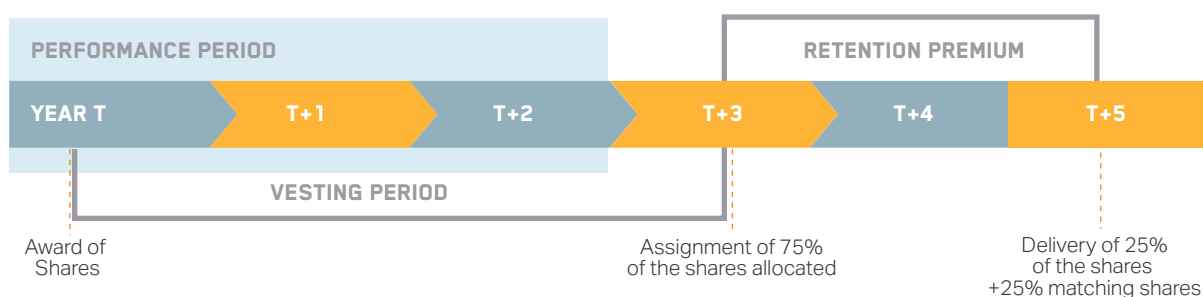 PERFORMANCE PERIOD
RETENTION PREMIUM
YEAR T
T+1
T+2
T+3
T+4
T+5
VESTING PERIOD
Award of
Shares
Assignment of 75%
of the shares allocated
Delivery of 25%
of the shares
+25% matching shares